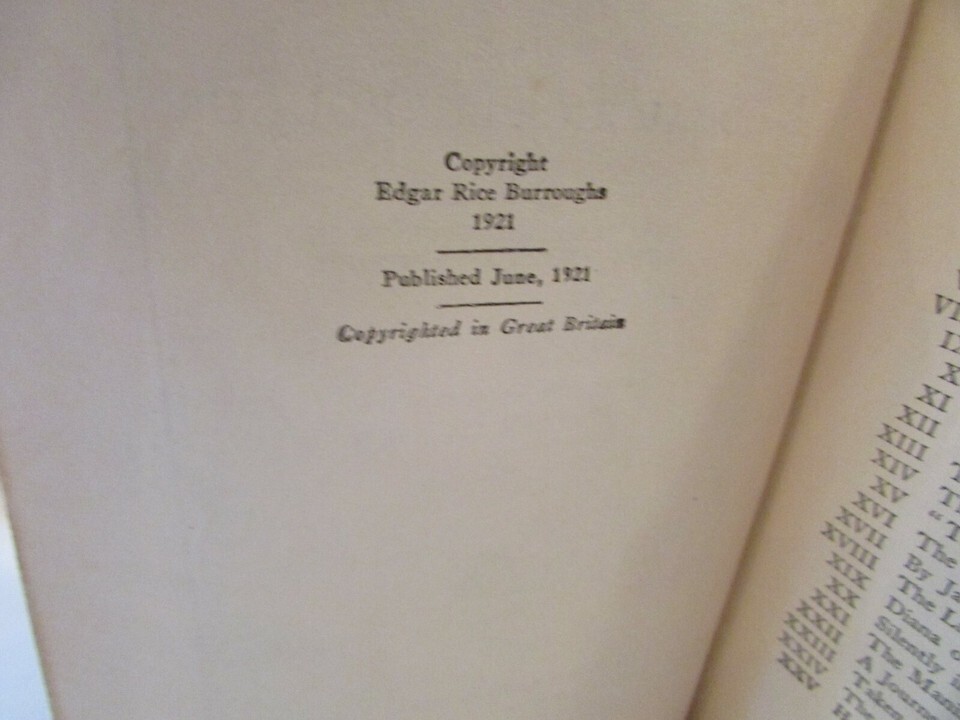 Copyright
Edgar Rice Burroughs
1921
Published June, 1921
Copyrighted in Great Britain
IX
X
XI
XII
XIII
XIV
XV
XVI
XVII The
XVIII By
XIX The
XX Diana
XXI Silently
XXII The
XXIII A
XXIV
XXV